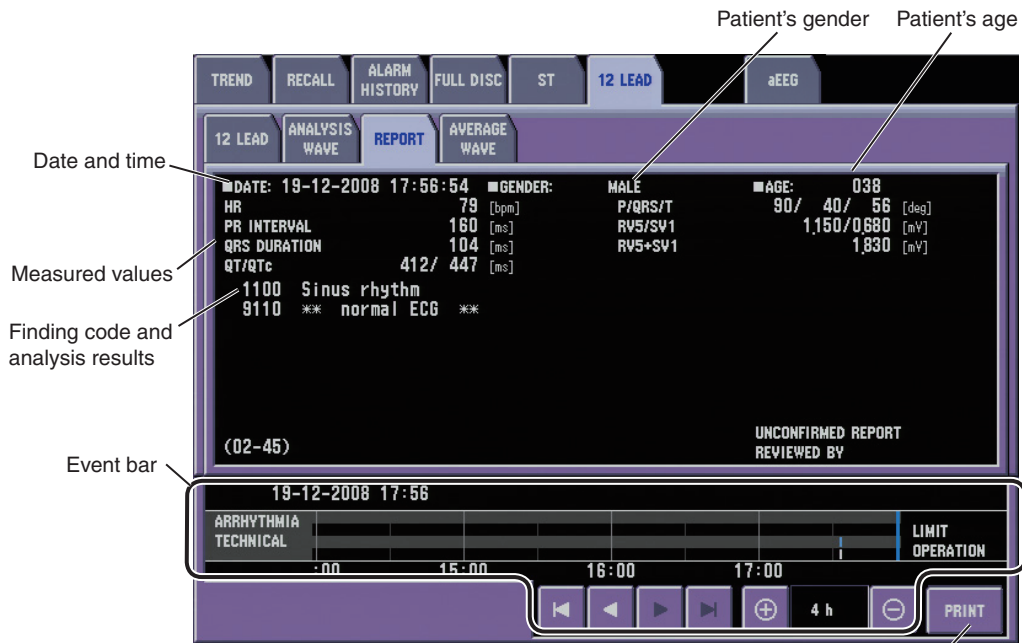 Patient's gender Patient's age
TREND RECALL ALARM HISTORY FULL DISC ST 12 LEAD aEEG
12 LEAD ANALYSIS WAVE REPORT AVERAGE WAVE
Date and time
■DATE: 19-12-2008 17:56:54 ■GENDER: MALE ■AGE: 038
HR 79 [bpm] P/QRS/T 90/ 40/ 56 [deg]
PR INTERVAL 160 [ms] RV5/SV1 1.150/0.680 [mV]
QRS DURATION 104 [ms] RV5+SV1 1.830 [mV]
Measured values
QT/QTc 412/ 447 [ms]
1100 Sinus rhythm
9110 ** normal ECG **
Finding code and
analysis results
UNCONFIRMED REPORT
(02-45) REVIEWED BY
Event bar
19-12-2008 17:56
ARRHYTHMIA
TECHNICAL
LIMIT
OPERATION
:00 15:00 16:00 17:00
4 h PRINT